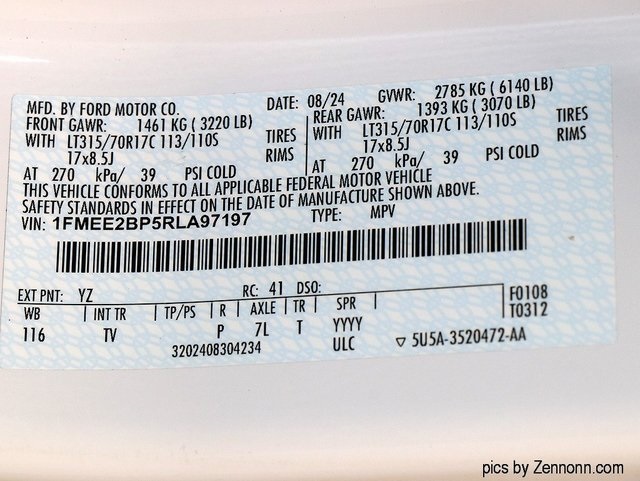 MFD. BY FORD MOTOR CO. DATE: 08/24 GVWR: 2785 KG ( 6140 LB)
FRONT GAWR: 1461 KG ( 3220 LB) REAR GAWR: 1393 KG ( 3070 LB)
WITH LT315/70R17C 113/110S TIRES WITH LT315/70R17C 113/110S TIRES
17x8.5J RIMS 17x8.5J RIMS
AT 270 kPa/ 39 PSI COLD AT 270 kPa/ 39 PSI COLD
THIS VEHICLE CONFORMS TO ALL APPLICABLE FEDERAL MOTOR VEHICLE
SAFETY STANDARDS IN EFFECT ON THE DATE OF MANUFACTURE SHOWN ABOVE.
VIN: 1FMEE2BP5RLA97197 TYPE: MPV
EXT PNT: YZ RC: 41 DSO:
WB INT TR TP/PS R AXLE TR SPR F0108
116 TV P 7L T YYYY T0312
3202408304234 ULC ▽ 5U5A-3520472-AA
pics by Zennonn.com